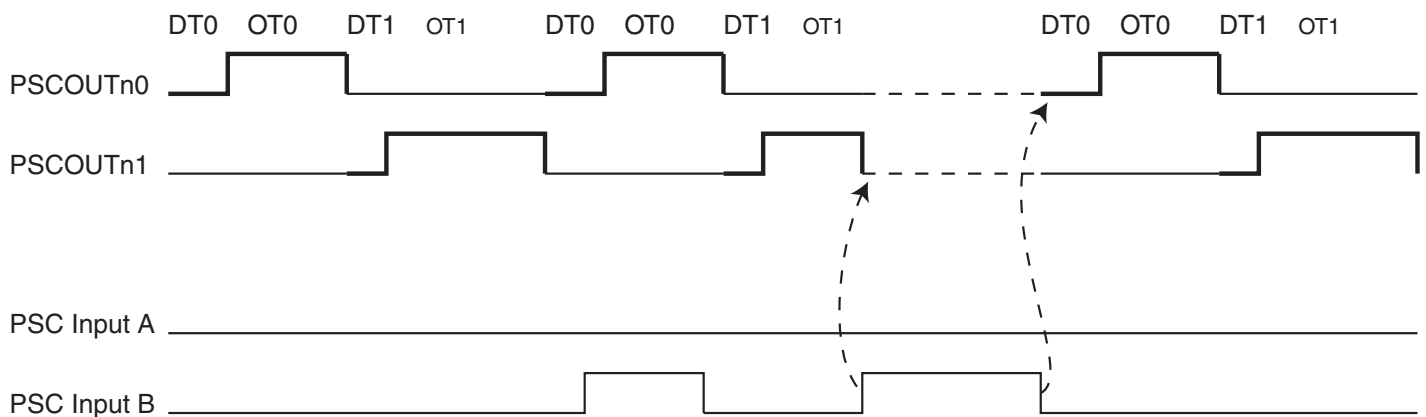 DT0 OT0 DT1 OT1 DT0 OT0 DT1 OT1 DT0 OT0 DT1 OT1
PSCOUTn0
PSCOUTn1
PSC Input A
PSC Input B